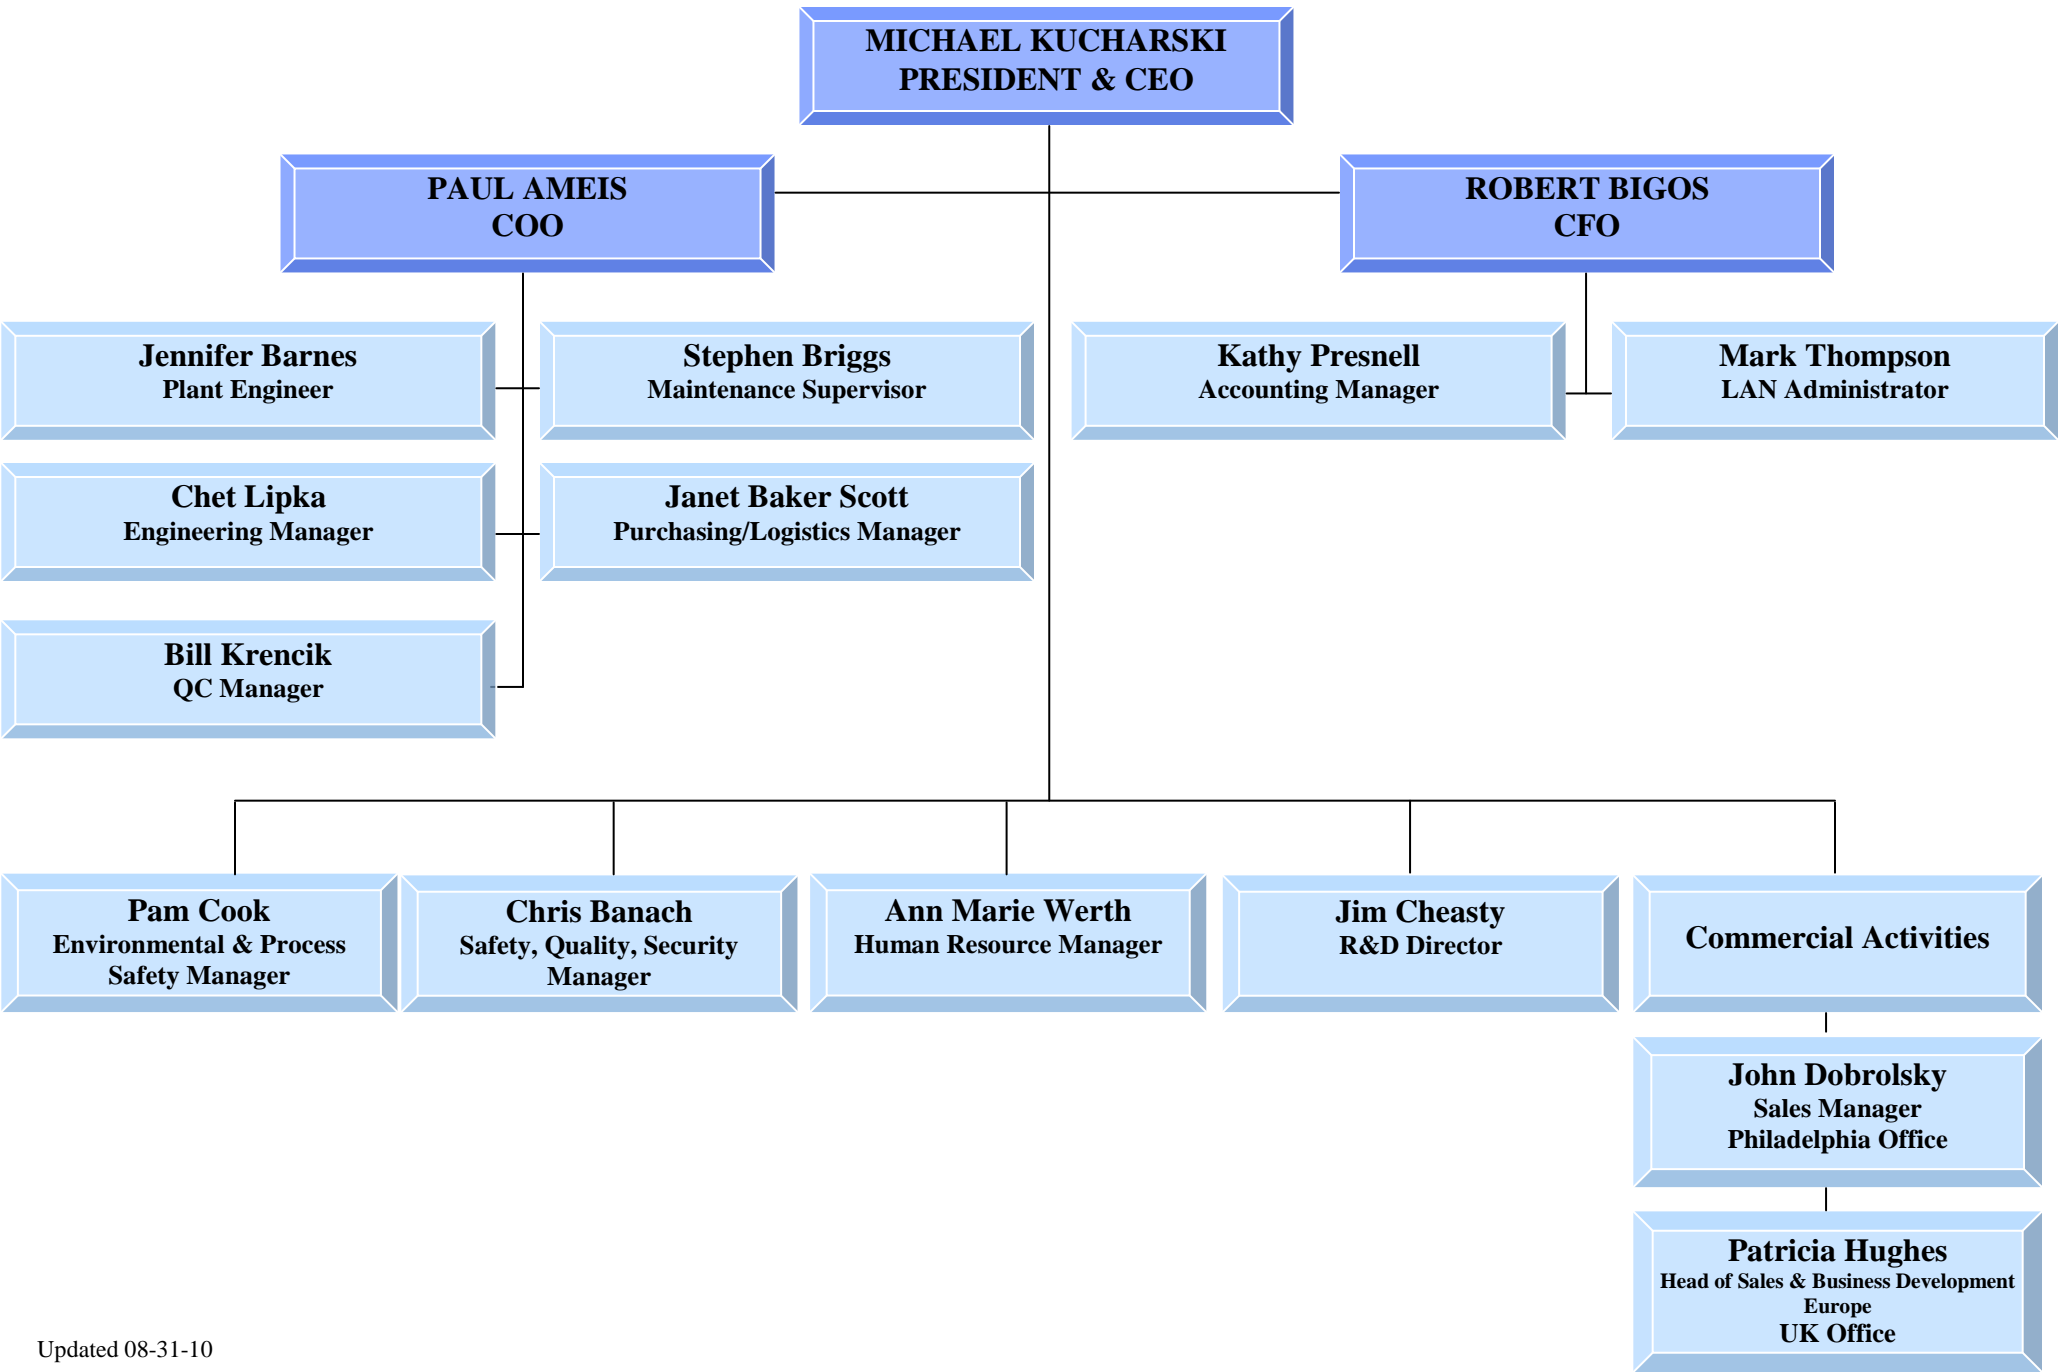 MICHAEL KUCHARSKI
PRESIDENT & CEO
PAUL AMEIS
COO
ROBERT BIGOS
CFO
Jennifer Barnes
Plant Engineer
Stephen Briggs
Maintenance Supervisor
Kathy Presnell
Accounting Manager
Mark Thompson
LAN Administrator
Chet Lipka
Engineering Manager
Janet Baker Scott
Purchasing/Logistics Manager
Bill Krencik
QC Manager
Pam Cook
Environmental & Process
Safety Manager
Chris Banach
Safety, Quality, Security
Manager
Ann Marie Werth
Human Resource Manager
Jim Cheasty
R&D Director
Commercial Activities
John Dobrolsky
Sales Manager
Philadelphia Office
Patricia Hughes
Head of Sales & Business Development
Europe
UK Office
Updated 08-31-10